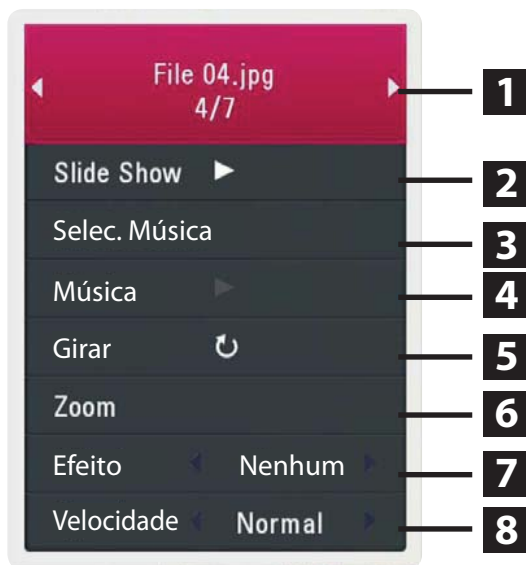 File 04.jpg
4/7
1
Slide Show
2
Selec. Música
3
Música
4
Girar
5
Zoom
6
Efeito Nenhum
7
Velocidade Normal
8